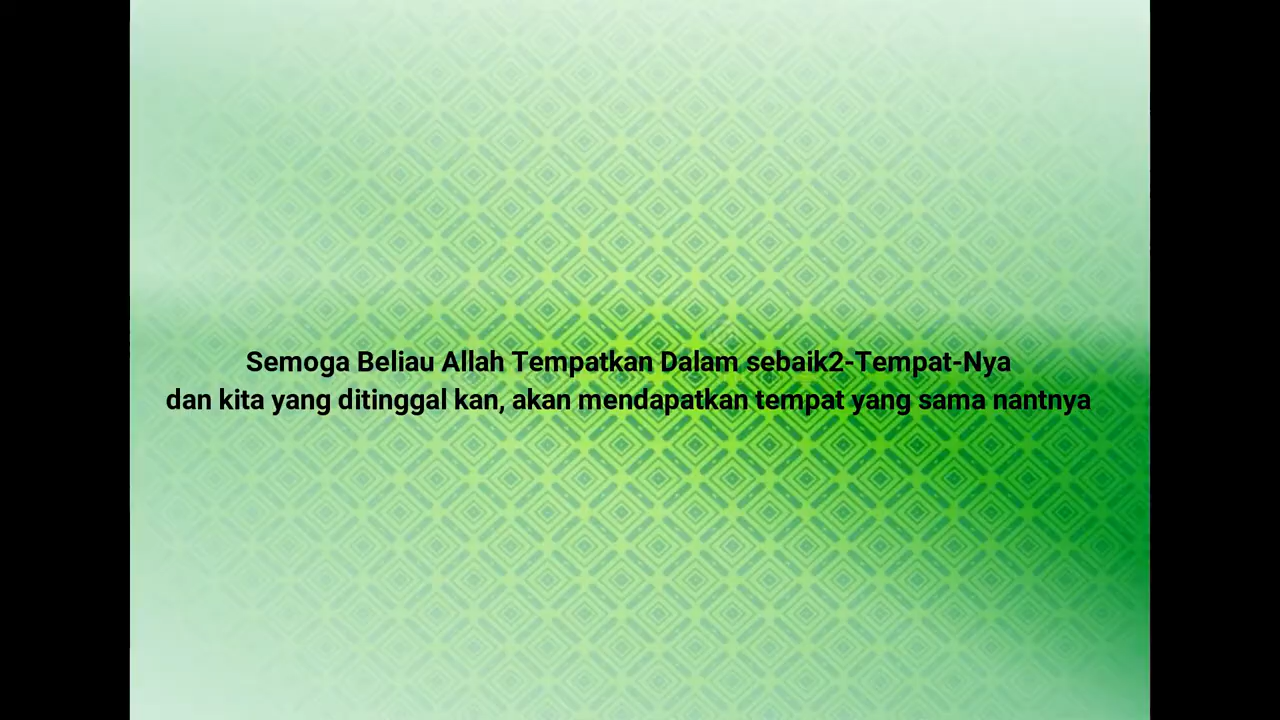 Semoga Beliau Allah Tempatkan Dalam sebaik2-Tempat-Nya
dan kita yang ditinggal kan, akan mendapatkan tempat yang sama nantnya